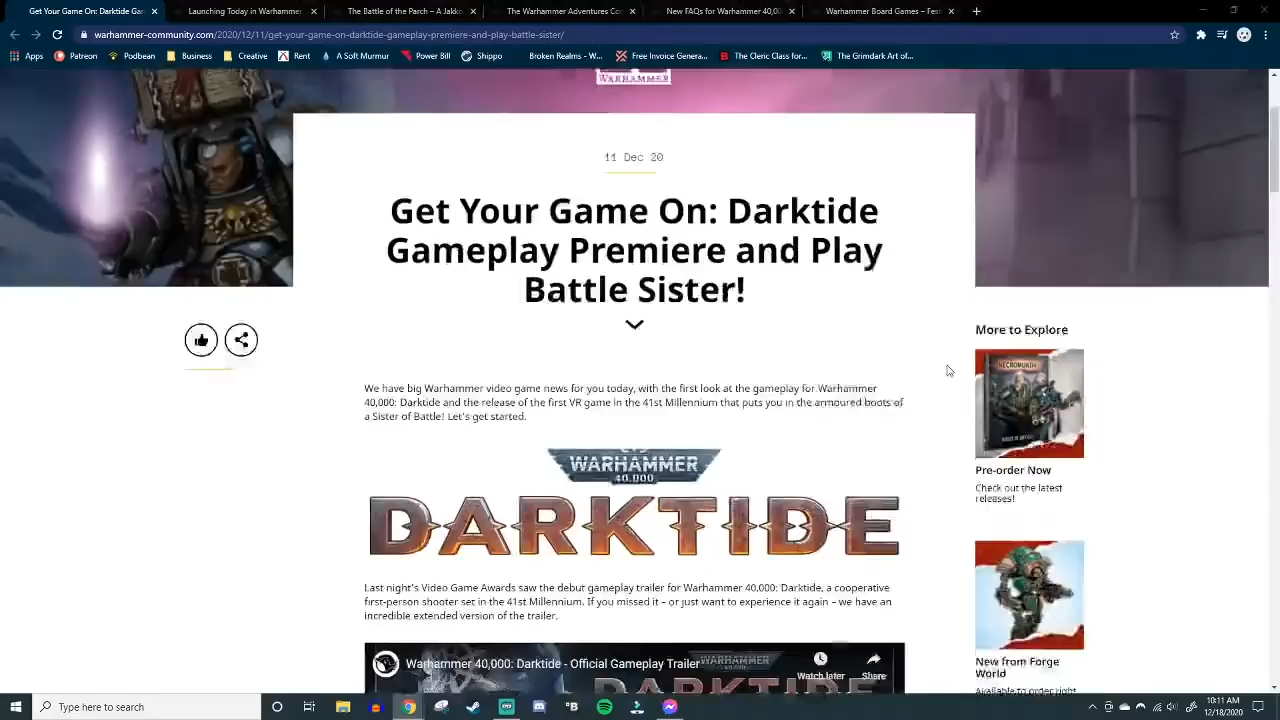 Get Your Game On: Darktide Gam
Launching Today in Warhammer
The Battle of the Parch – A Jakko
The Warhammer Adventures Cor
New FAQs for Warhammer 40,00
Warhammer Board Games – Fest
warhammer-community.com/2020/12/11/get-your-game-on-darktide-gameplay-premiere-and-play-battle-sister/
Apps Patreon Podbean Business Creative Rent A Soft Murmur Power Bill Shippo Broken Realms - W... Free Invoice Genera... The Cleric Class for... The Grimdark Art of...
WARHAMMER
11 Dec 20
Get Your Game On: Darktide
Gameplay Premiere and Play
Battle Sister!
We have big Warhammer video game news for you today, with the first look at the gameplay for Warhammer
40,000: Darktide and the release of the first VR game in the 41st Millennium that puts you in the armoured boots of
a Sister of Battle! Let's get started.
WARHAMMER
40,000
DARKTIDE
Last night's Video Game Awards saw the debut gameplay trailer for Warhammer 40,000: Darktide, a cooperative
first-person shooter set in the 41st Millennium. If you missed it – or just want to experience it again – we have an
incredible extended version of the trailer.
Warhammer 40,000: Darktide - Official Gameplay Trailer
WARHAMMER
DARKTIDE
Watch later
Share
More to Explore
NECROMUNDA
Pre-order Now
Check out the latest
releases!
New from Forge
World
Available to order right
Type here to search
10:11 AM
12/18/2020